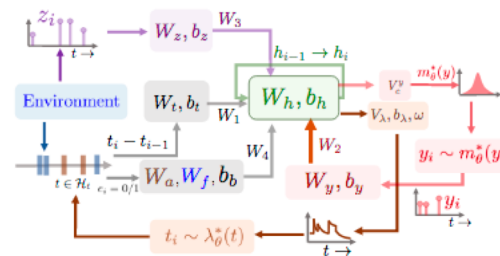 z_i
t →
W_z, b_z
W_3
h_{i-1} → h_i
Environment
W_t, b_t
W_1
W_h, b_h
V_c^y
m_θ^*(y)
V_λ, b_λ, ω
t_i − t_{i−1}
W_4
t ∈ H_t
e_i = 0/1
W_a, W_f, b_b
W_2
W_y, b_y
y_i ∼ m_θ^*(y
y_i
t →
t_i ∼ λ_θ^*(t)
t →